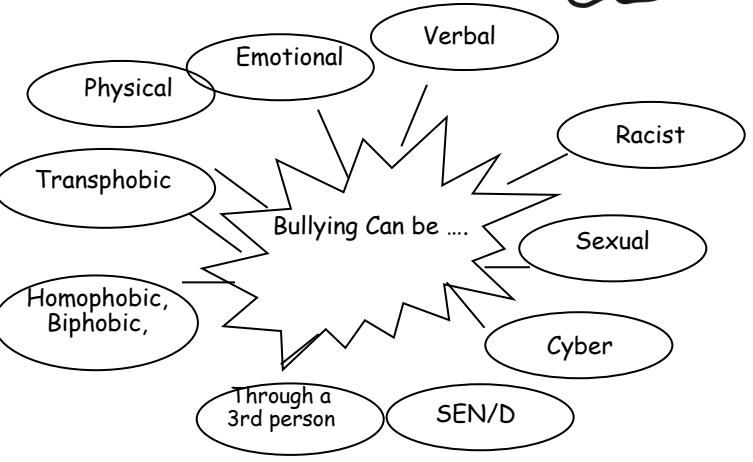 Verbal
Emotional
Physical
Racist
Transphobic
Bullying Can be ....
Sexual
Homophobic,
Biphobic,
Cyber
Through a
3rd person
SEN/D